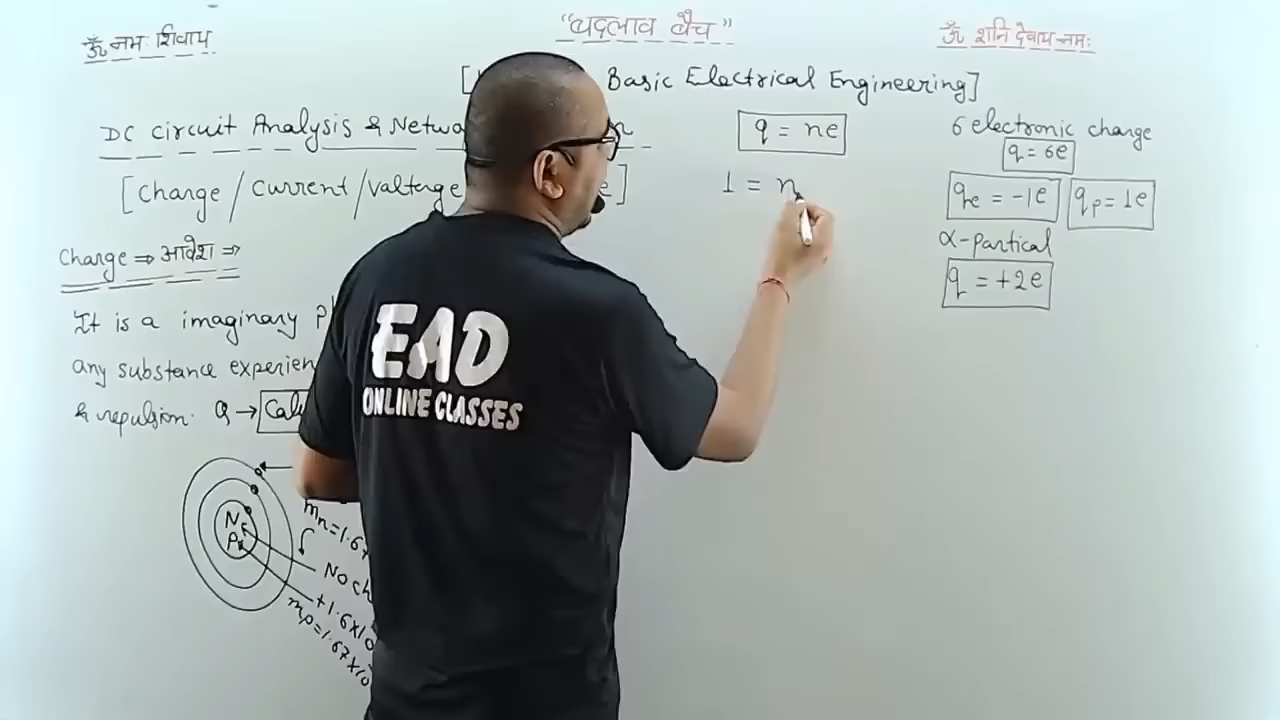 ॐ नमः शिवाय
"बदलाव बैच"
ॐ शनि देवाय नमः
Basic Electrical Engineering]
DC Circuit Analysis & Netwo
[Charge / Current / Valtage
Charge ⇒ आवेश ⇒
It is a imaginary p
any substance experien
& repulsion. Q →
q = ne
1 = n
6 electronic charge
q = 6e
qe = -1e
qp = 1e
α-partical
q = +2e
EAD
ONLINE CLASSES
N
P
mn = 1.67
No ch
+1.6×10
mp = 1.67×10